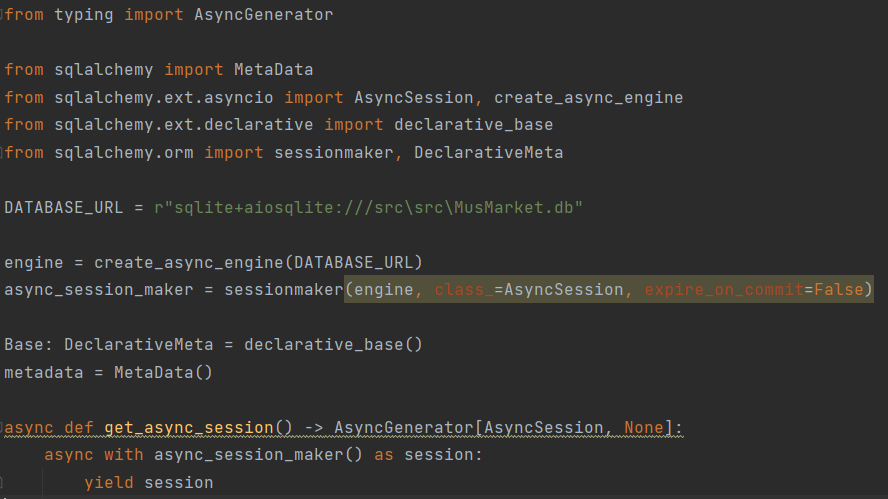 from typing import AsyncGenerator
from sqlalchemy import MetaData
from sqlalchemy.ext.asyncio import AsyncSession, create_async_engine
from sqlalchemy.ext.declarative import declarative_base
from sqlalchemy.orm import sessionmaker, DeclarativeMeta
DATABASE_URL = r"sqlite+aiosqlite:///src\src\MusMarket.db"
engine = create_async_engine(DATABASE_URL)
async_session_maker = sessionmaker(engine, class_=AsyncSession, expire_on_commit=False)
Base: DeclarativeMeta = declarative_base()
metadata = MetaData()
async def get_async_session() -> AsyncGenerator[AsyncSession, None]:
    async with async_session_maker() as session:
        yield session